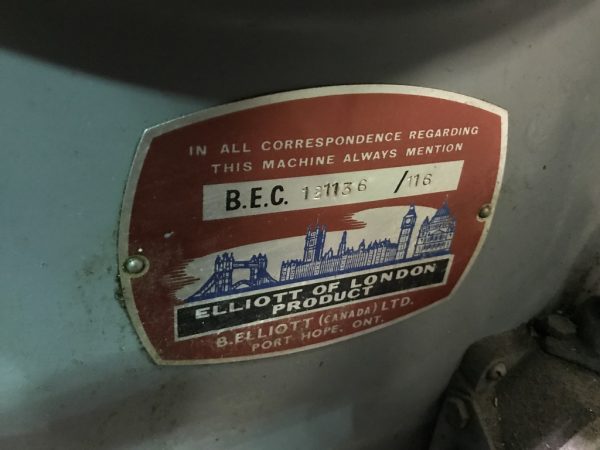 IN ALL CORRESPONDENCE REGARDING
THIS MACHINE ALWAYS MENTION
B.E.C. 121136 /116
ELLIOTT OF LONDON
PRODUCT
B.ELLIOTT (CANADA) LTD.
PORT HOPE. ONT.